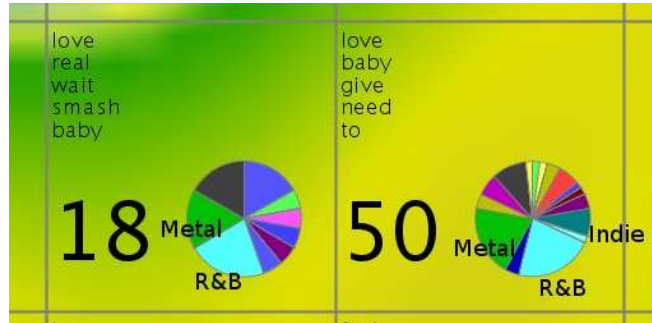 love
real
wait
smash
baby
18
Metal
R&B
love
baby
give
need
to
50
Metal
Indie
R&B